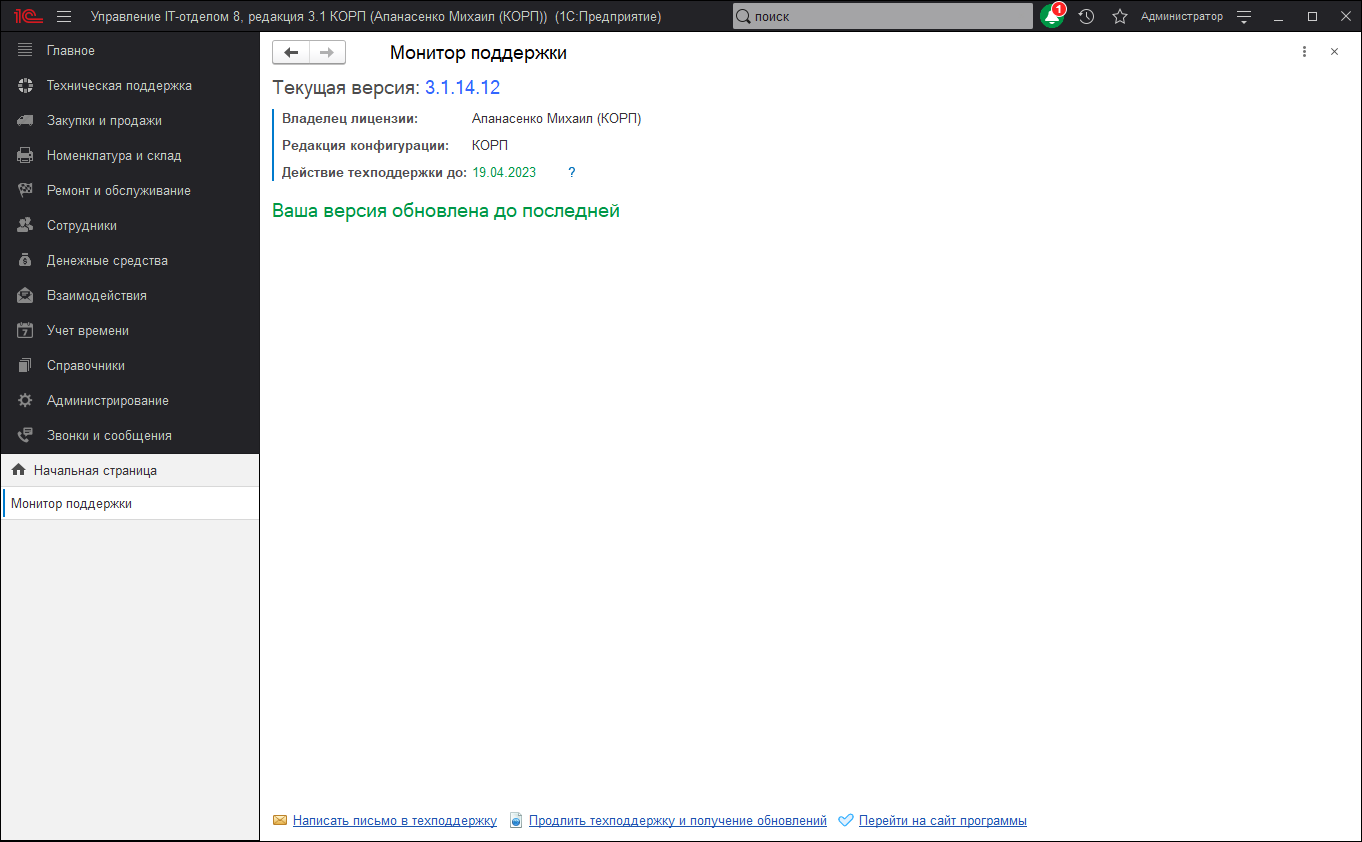 1С Управление IT-отделом 8, редакция 3.1 КОРП (Апанасенко Михаил (КОРП)) (1С:Предприятие) поиск 1 Администратор
Главное
Техническая поддержка
Закупки и продажи
Номенклатура и склад
Ремонт и обслуживание
Сотрудники
Денежные средства
Взаимодействия
7 Учет времени
Справочники
Администрирование
Звонки и сообщения
Начальная страница
Монитор поддержки
Монитор поддержки
Текущая версия: 3.1.14.12
Владелец лицензии: Апанасенко Михаил (КОРП)
Редакция конфигурации: КОРП
Действие техподдержки до: 19.04.2023 ?
Ваша версия обновлена до последней
Написать письмо в техподдержку Продлить техподдержку и получение обновлений Перейти на сайт программы